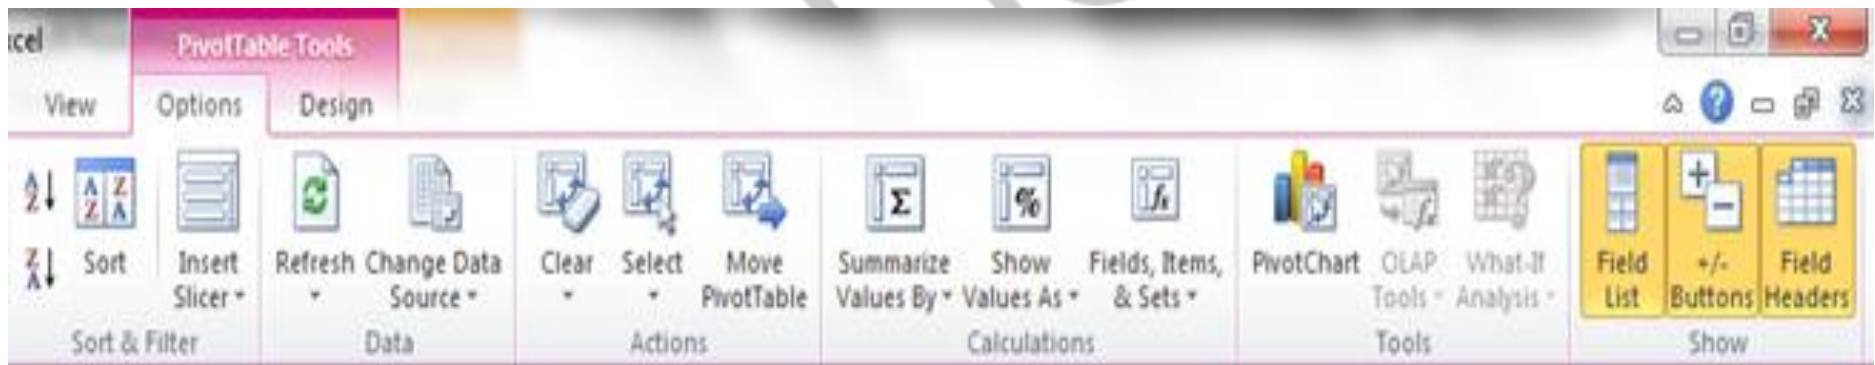 xcel
PivotTable Tools
View Options Design
Sort
Insert Slicer
Sort & Filter
Refresh
Change Data Source
Data
Clear
Select
Move PivotTable
Actions
Summarize Values By
Show Values As
Fields, Items, & Sets
Calculations
PivotChart
OLAP Tools
What-If Analysis
Tools
Field List
+/- Buttons
Field Headers
Show